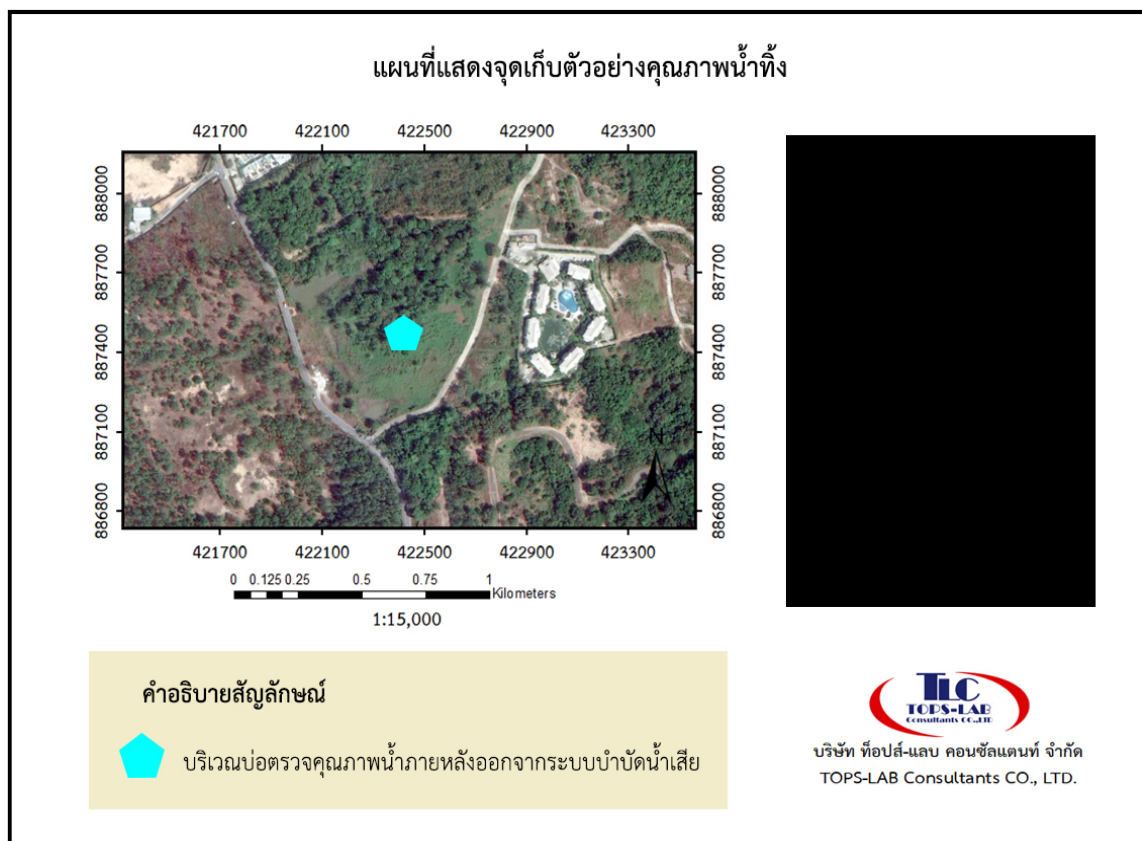 แผนที่แสดงจุดเก็บตัวอย่างคุณภาพน้ำทิ้ง
421700 422100 422500 422900 423300
888000 888000
887700 887700
887400 887400
887100 887100
886800 886800
N
421700 422100 422500 422900 423300
0 0.125 0.25 0.5 0.75 1
Kilometers
1:15,000
คำอธิบายสัญลักษณ์
บริเวณบ่อตรวจคุณภาพน้ำภายหลังออกจากระบบบำบัดน้ำเสีย
TLC
TOPS-LAB
Consultants CO.,LTD
บริษัท ท็อปส์-แลบ คอนซัลแตนท์ จำกัด
TOPS-LAB Consultants CO., LTD.